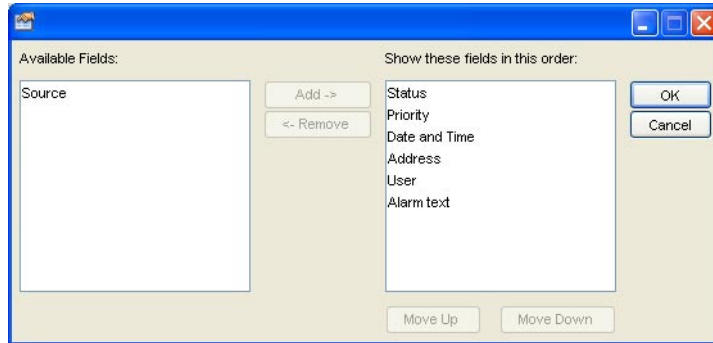 Available Fields:
Source
Add ->
<- Remove
Show these fields in this order:
Status
Priority
Date and Time
Address
User
Alarm text
Move Up
Move Down
OK
Cancel